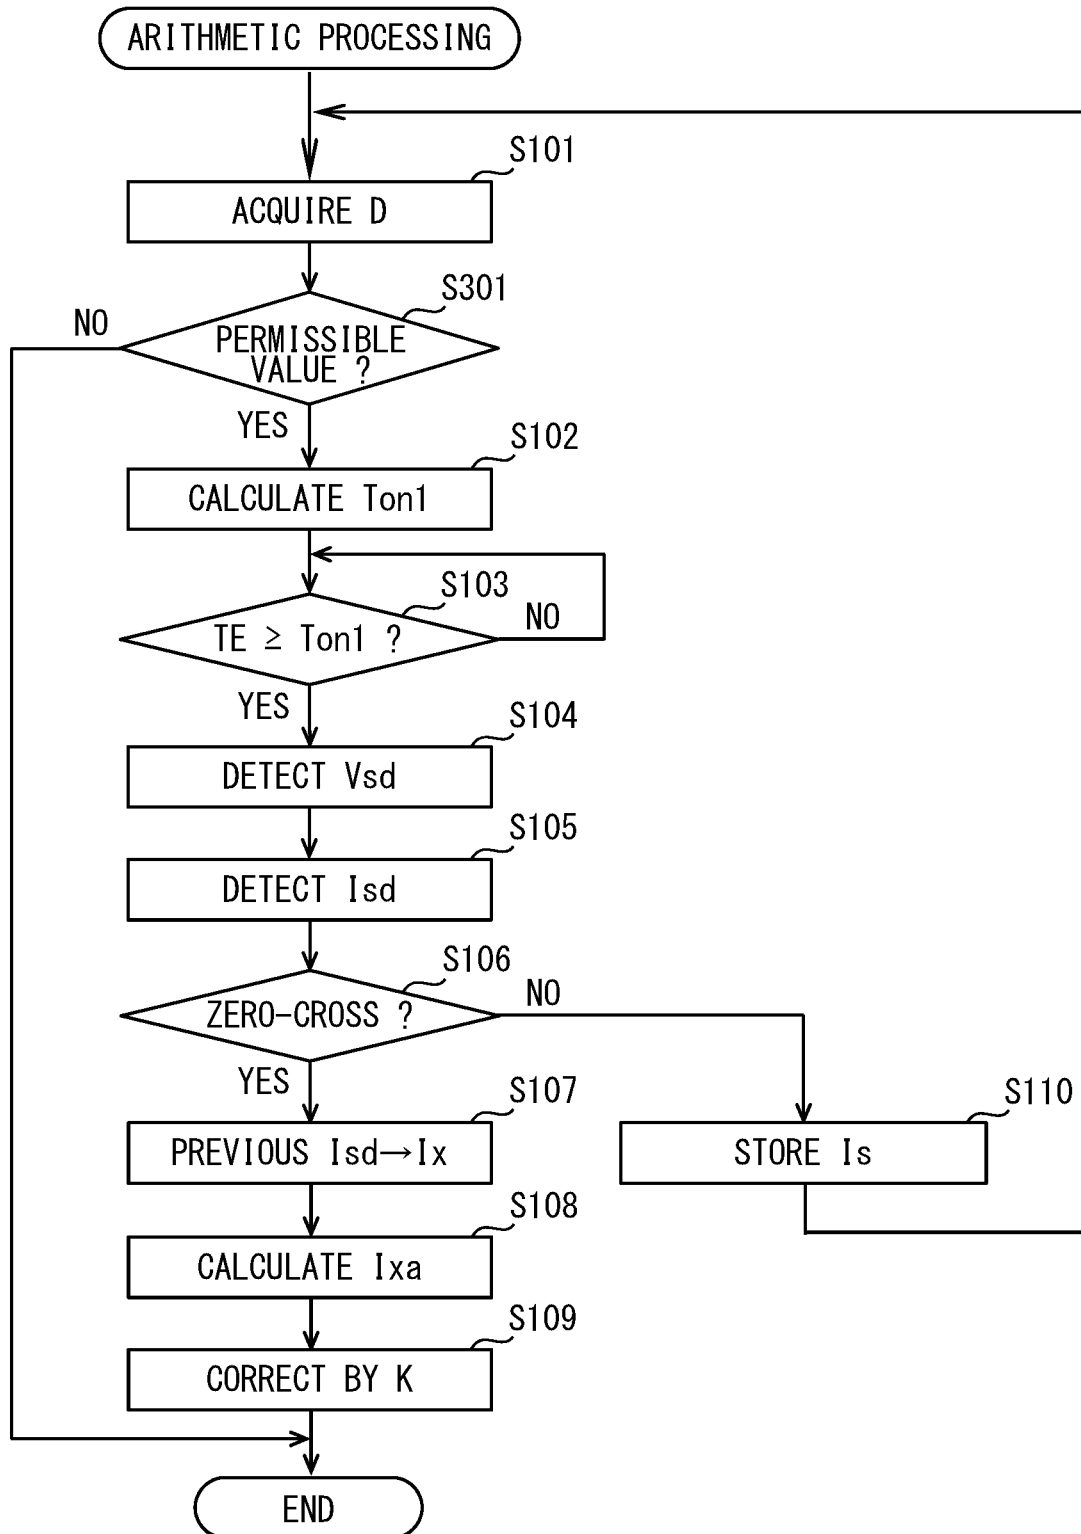 ARITHMETIC PROCESSING
S101
ACQUIRE D
S301
NO
PERMISSIBLE
VALUE ?
YES
S102
CALCULATE Ton1
S103
NO
TE ≥ Ton1 ?
YES
S104
DETECT Vsd
S105
DETECT Isd
S106
NO
ZERO-CROSS ?
YES
S107
PREVIOUS Isd→Ix
S110
STORE Is
S108
CALCULATE Ixa
S109
CORRECT BY K
END